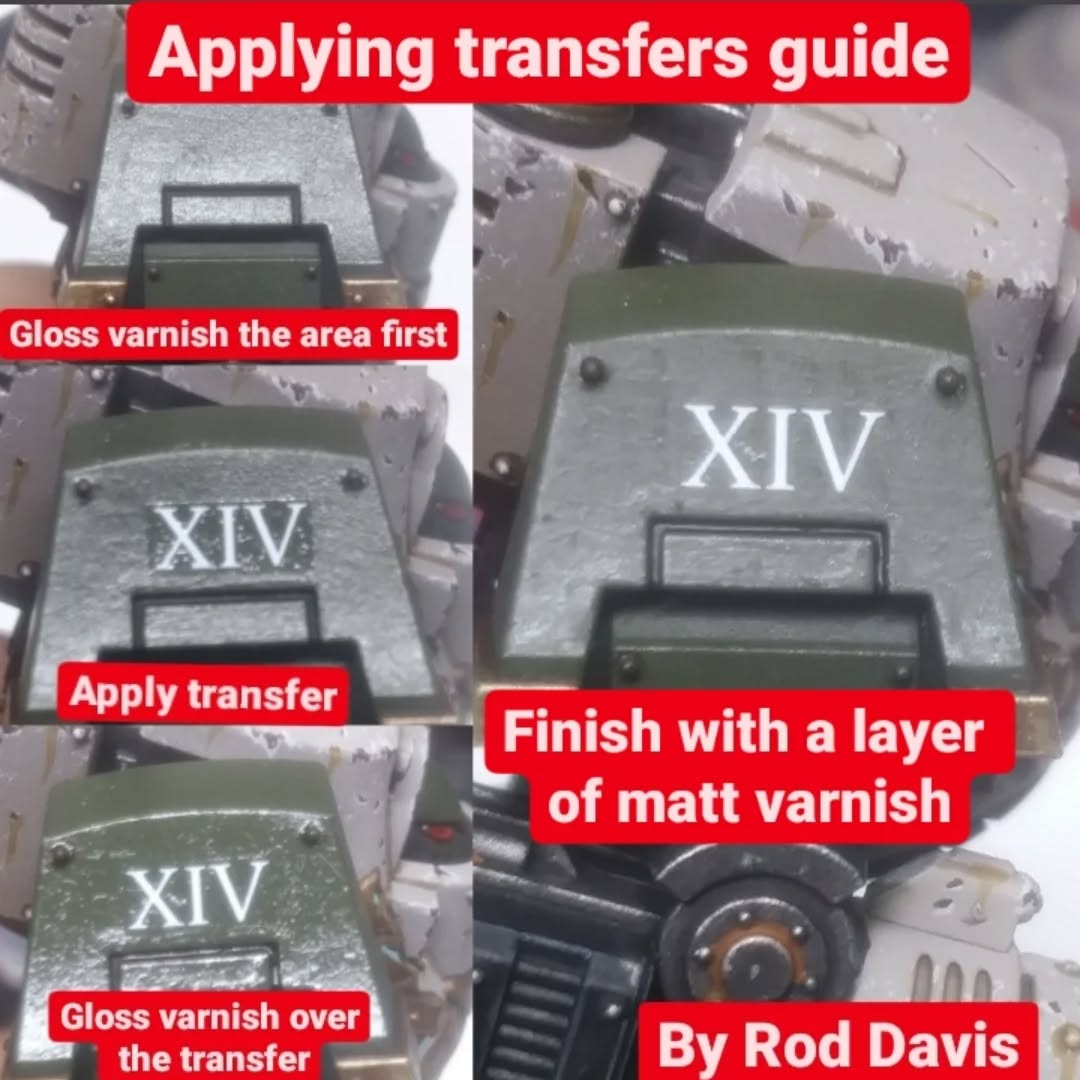 Applying transfers guide
Gloss varnish the area first
XIV
Apply transfer
XIV
Gloss varnish over
the transfer
XIV
Finish with a layer
of matt varnish
By Rod Davis